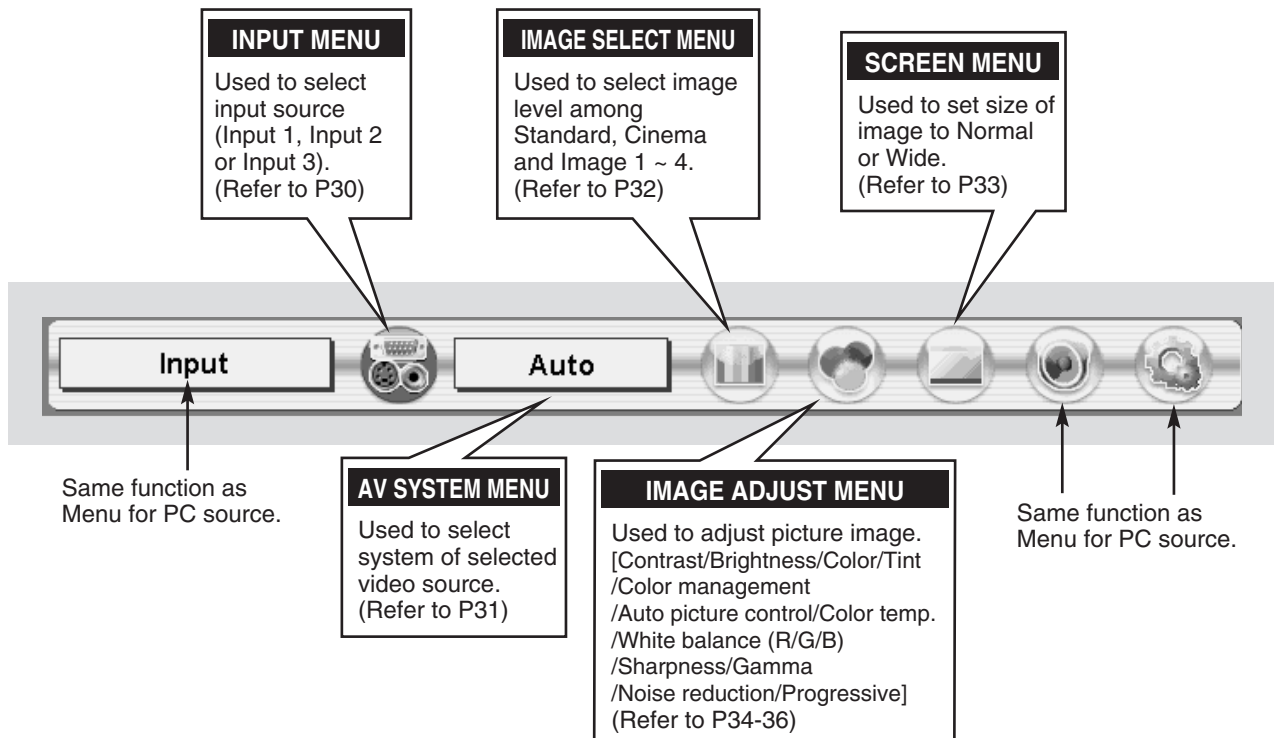 INPUT MENU
Used to select
input source
(Input 1, Input 2
or Input 3).
(Refer to P30)
IMAGE SELECT MENU
Used to select image
level among
Standard, Cinema
and Image 1 ~ 4.
(Refer to P32)
SCREEN MENU
Used to set size of
image to Normal
or Wide.
(Refer to P33)
Input
Auto
Same function as
Menu for PC source.
AV SYSTEM MENU
Used to select
system of selected
video source.
(Refer to P31)
IMAGE ADJUST MENU
Used to adjust picture image.
[Contrast/Brightness/Color/Tint
/Color management
/Auto picture control/Color temp.
/White balance (R/G/B)
/Sharpness/Gamma
/Noise reduction/Progressive]
(Refer to P34-36)
Same function as
Menu for PC source.